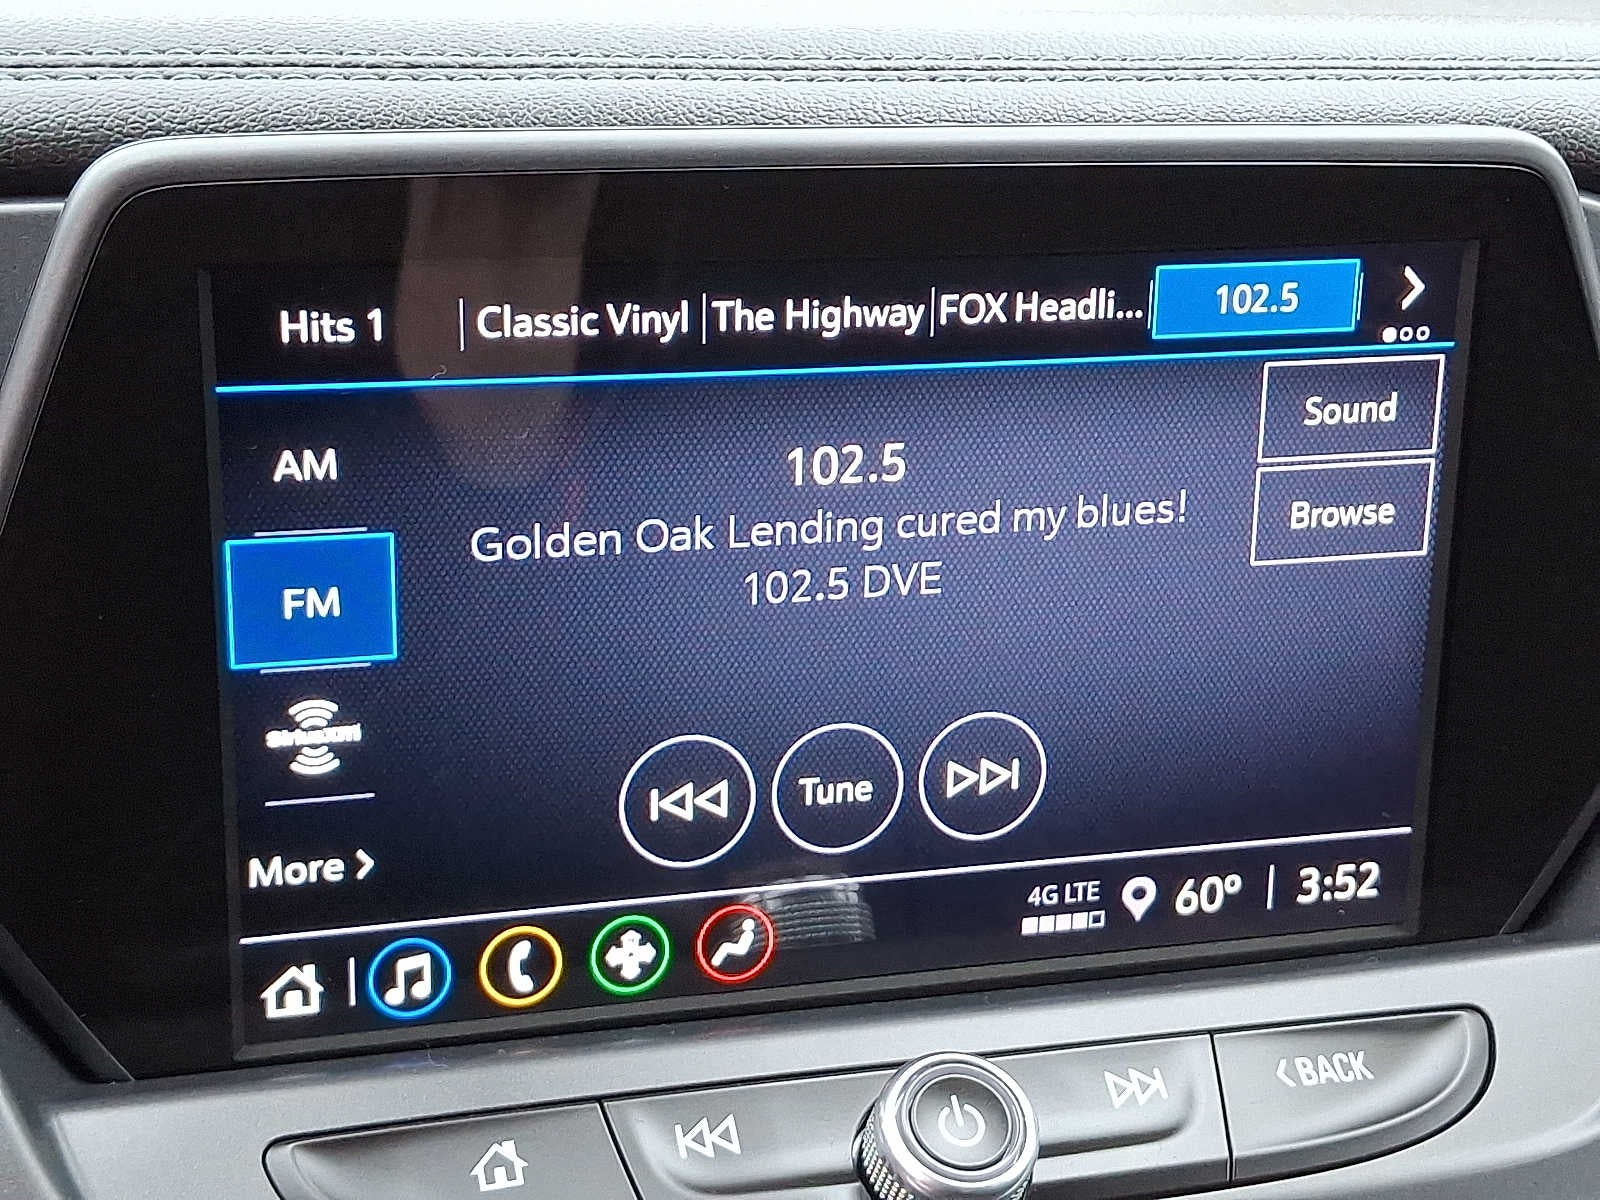 Hits 1 Classic Vinyl The Highway FOX Headli... 102.5
Sound
AM
102.5
Golden Oak Lending cured my blues!
Browse
102.5 DVE
FM
siriusxm
Tune
More
4G LTE 60° 3:52
BACK